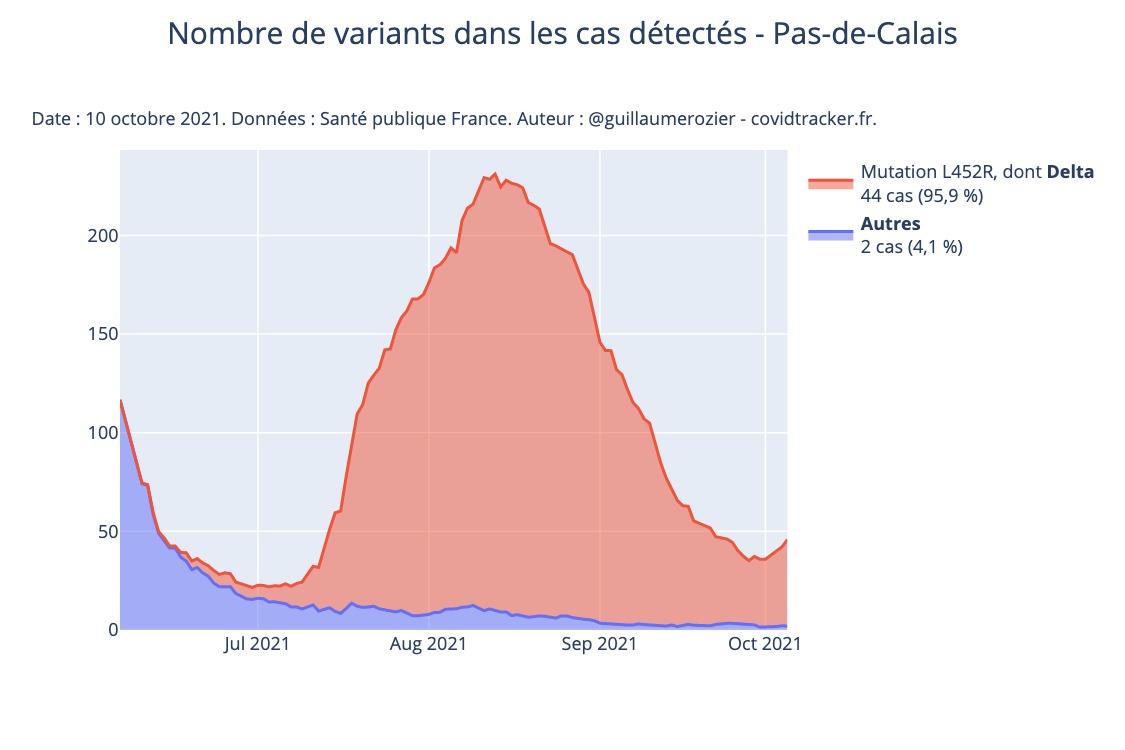 Nombre de variants dans les cas détectés - Pas-de-Calais
Date : 10 octobre 2021. Données : Santé publique France. Auteur : @guillaumerozier - covidtracker.fr.
Mutation L452R, dont Delta
44 cas (95,9 %)
Autres
2 cas (4,1 %)
200
150
100
50
0
Jul 2021
Aug 2021
Sep 2021
Oct 2021